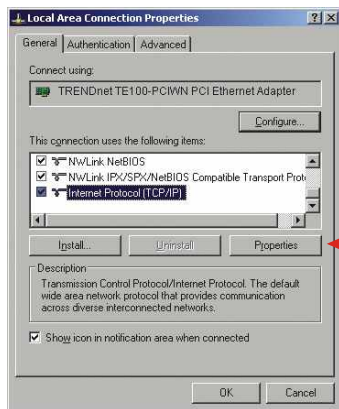 Local Area Connection Properties
General
Authentication
Advanced
Connect using:
TRENDnet TE100-PCIWN PCI Ethernet Adapter
Configure...
This connection uses the following items:
NWLink NetBIOS
NWLink IPX/SPX/NetBIOS Compatible Transport Prot
Internet Protocol (TCP/IP)
Install...
Uninstall
Properties
Description
Transmission Control Protocol/Internet Protocol. The default
wide area network protocol that provides communication
across diverse interconnected networks.
Show icon in notification area when connected
OK
Cancel